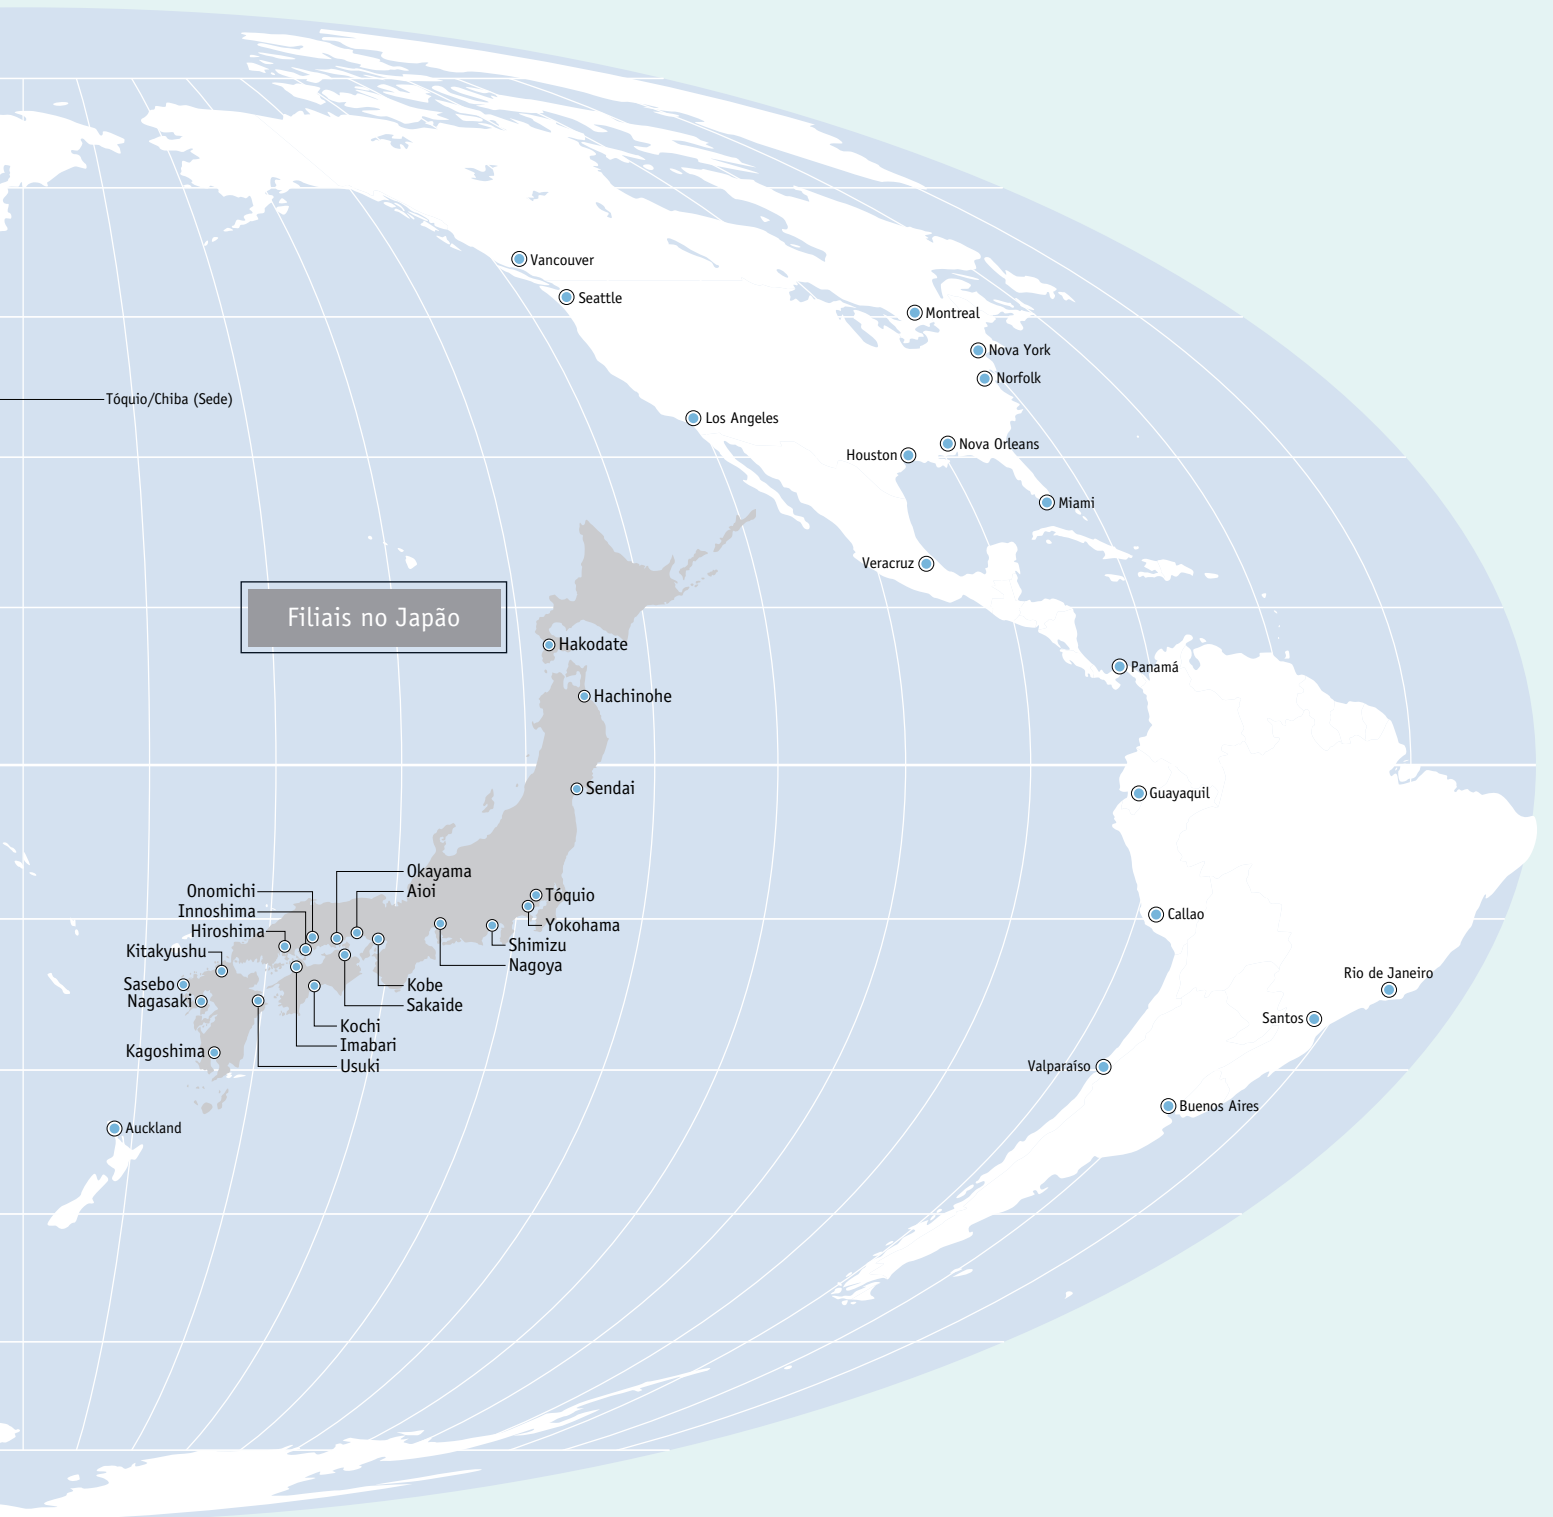 Vancouver
Seattle
Montreal
Nova York
Norfolk
Tóquio/Chiba (Sede)
Los Angeles
Nova Orleans
Houston
Miami
Veracruz
Filiais no Japão
Hakodate
Panamá
Hachinohe
Sendai
Guayaquil
Okayama
Onomichi
Aioi
Tóquio
Innoshima
Callao
Yokohama
Hiroshima
Shimizu
Kitakyushu
Nagoya
Rio de Janeiro
Sasebo
Kobe
Nagasaki
Sakaide
Santos
Kochi
Imabari
Kagoshima
Usuki
Valparaíso
Buenos Aires
Auckland